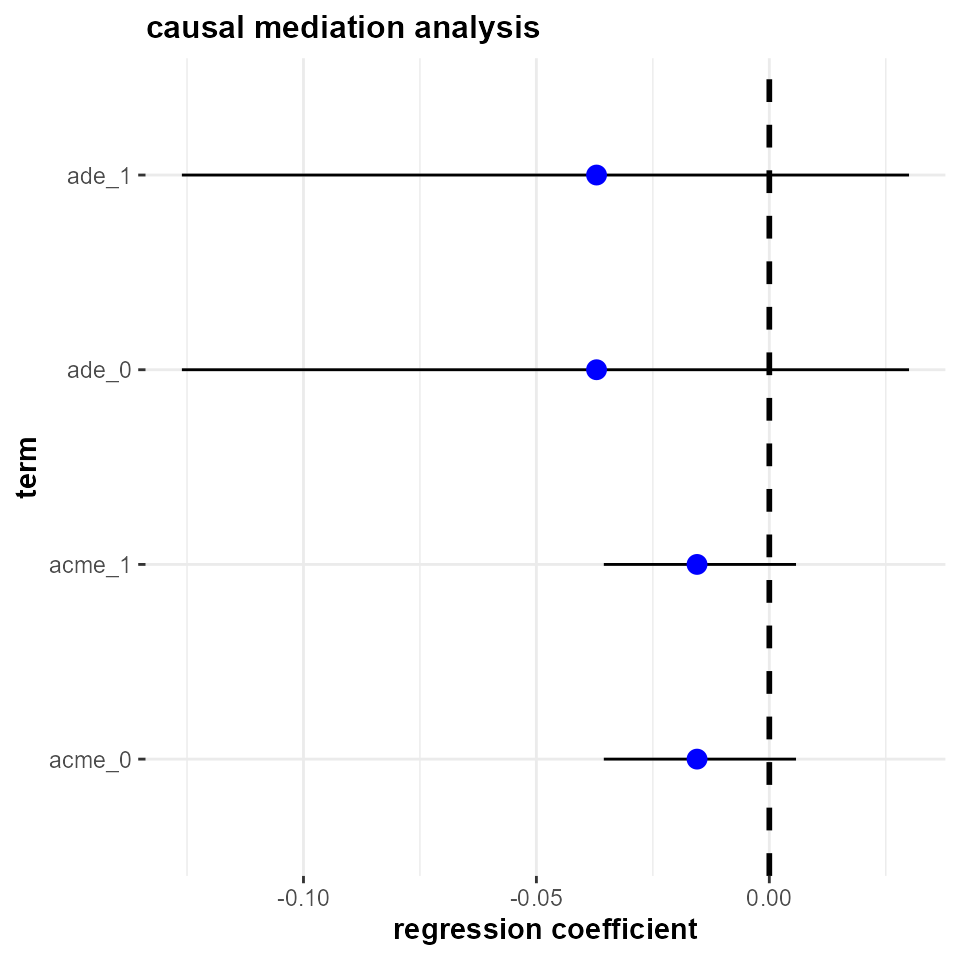 causal mediation analysis
ade_1
ade_0
acme_1
acme_0
term
-0.10
-0.05
0.00
regression coefficient